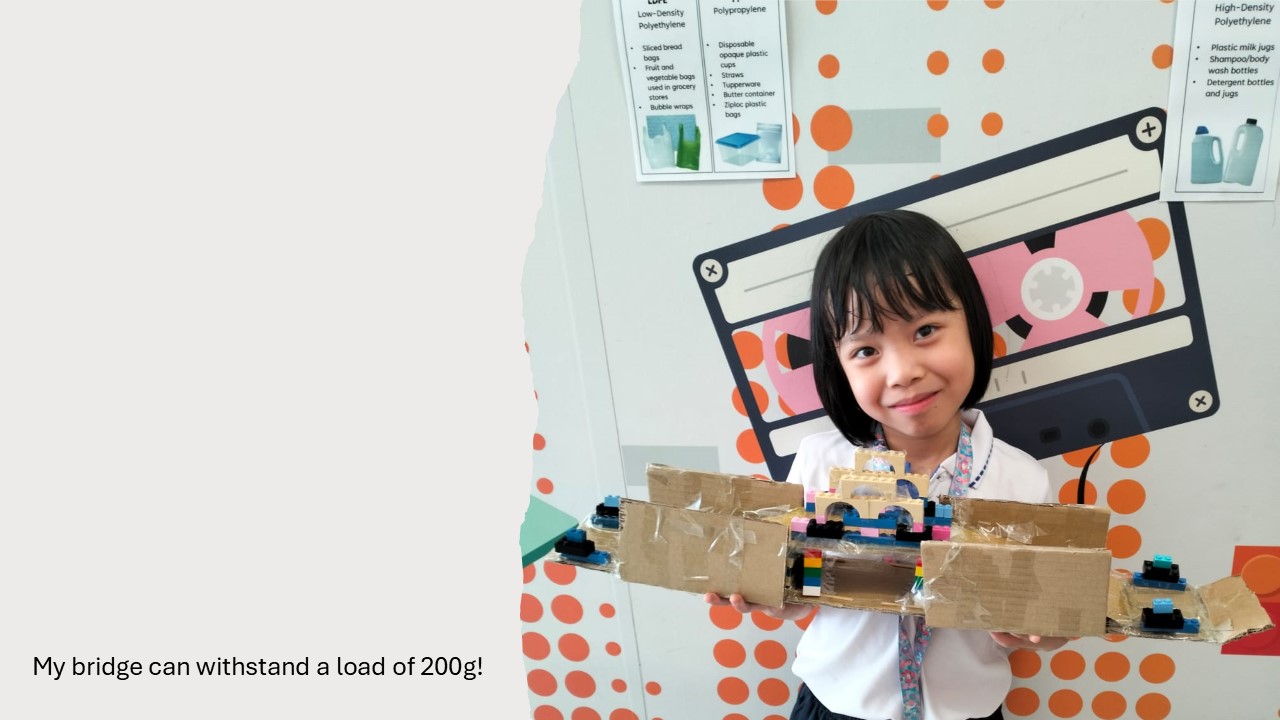 My bridge can withstand a load of 200g!
LDPE
Low-Density
Polyethylene
• Sliced bread
bags
• Fruit and
vegetable bags
used in grocery
stores
• Bubble wraps
Polypropylene
• Disposable
opaque plastic
cups
• Straws
• Tupperware
• Butter container
• Ziploc plastic
bags
High-Density
Polyethylene
• Plastic milk jugs
• Shampoo/body
wash bottles
• Detergent bottles
and jugs